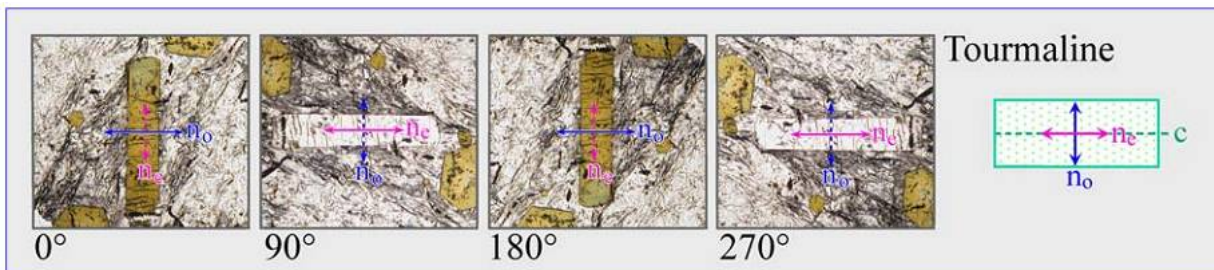 Tourmaline
nₒ
nₑ
0°
nₑ
nₒ
90°
nₒ
nₑ
180°
nₑ
nₒ
270°
c
nₑ
nₒ